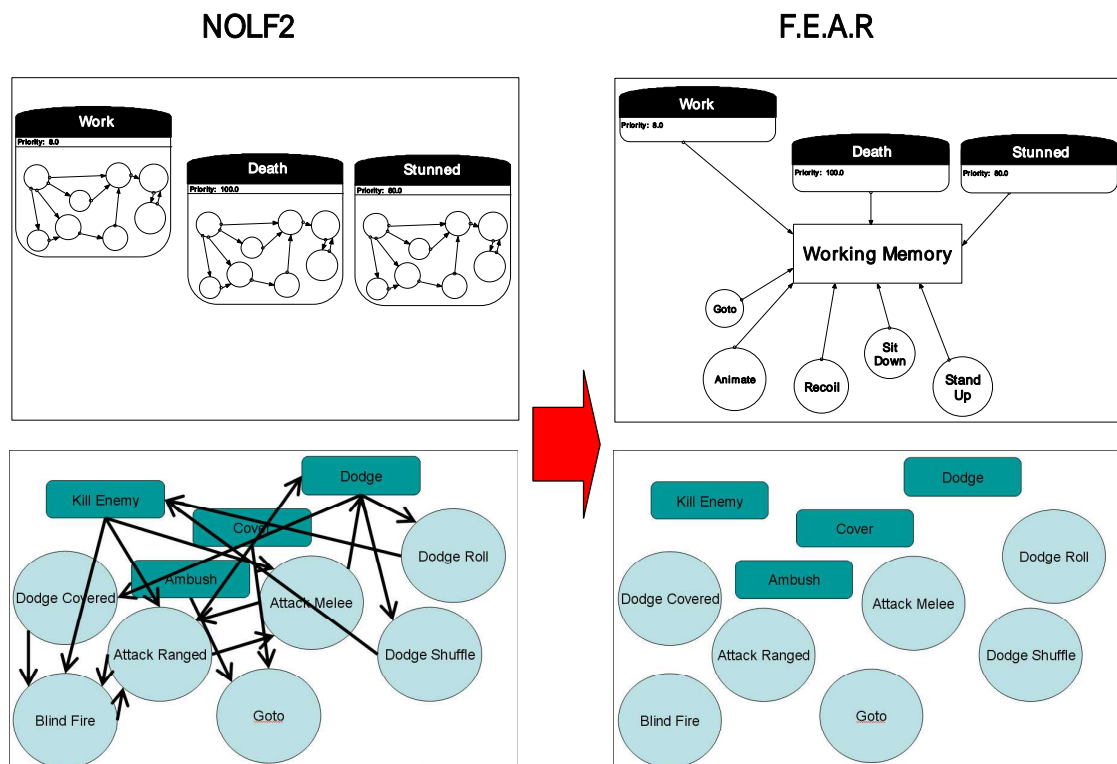 NOLF2
F.E.A.R
Work
Priority: 8.0
Death
Priority: 100.0
Stunned
Priority: 80.0
Work
Priority: 8.0
Death
Priority: 100.0
Stunned
Priority: 80.0
Working Memory
Goto
Animate
Recoil
Sit
Down
Stand
Up
Dodge
Kill Enemy
Cover
Dodge Roll
Ambush
Dodge Covered
Attack Melee
Attack Ranged
Dodge Shuffle
Blind Fire
Goto
Dodge
Kill Enemy
Cover
Dodge Roll
Ambush
Dodge Covered
Attack Melee
Attack Ranged
Dodge Shuffle
Blind Fire
Goto